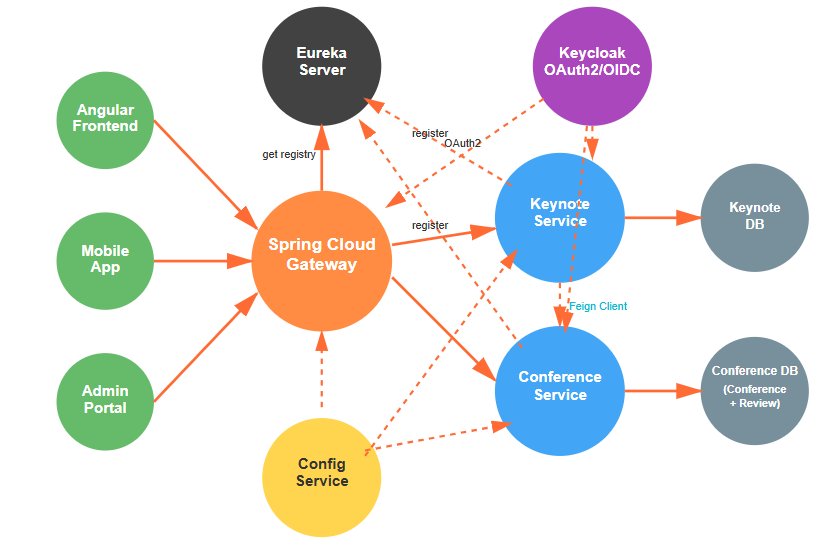 Eureka
Server
Keycloak
OAuth2/OIDC
Angular
Frontend
register
OAuth2
get registry
Keynote
Service
Keynote
DB
register
Mobile
App
Spring Cloud
Gateway
Feign Client
Admin
Portal
Conference
Service
Conference DB
(Conference
+ Review)
Config
Service